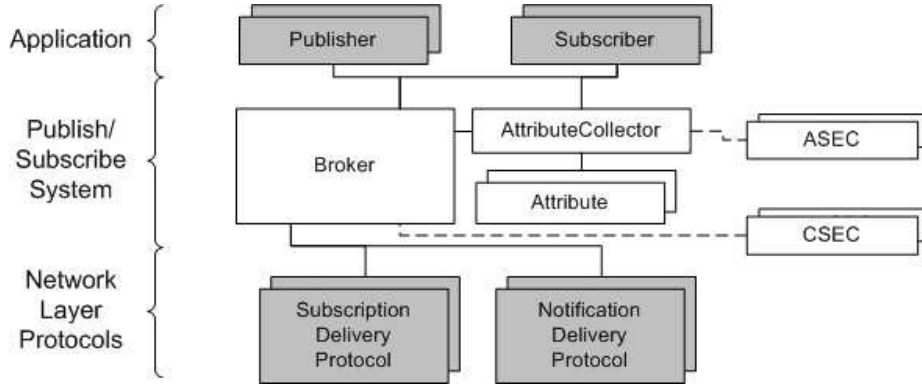 Application
Publisher
Subscriber
Publish/
Subscribe
System
Broker
AttributeCollector
ASEC
Attribute
CSEC
Network
Layer
Protocols
Subscription
Delivery
Protocol
Notification
Delivery
Protocol